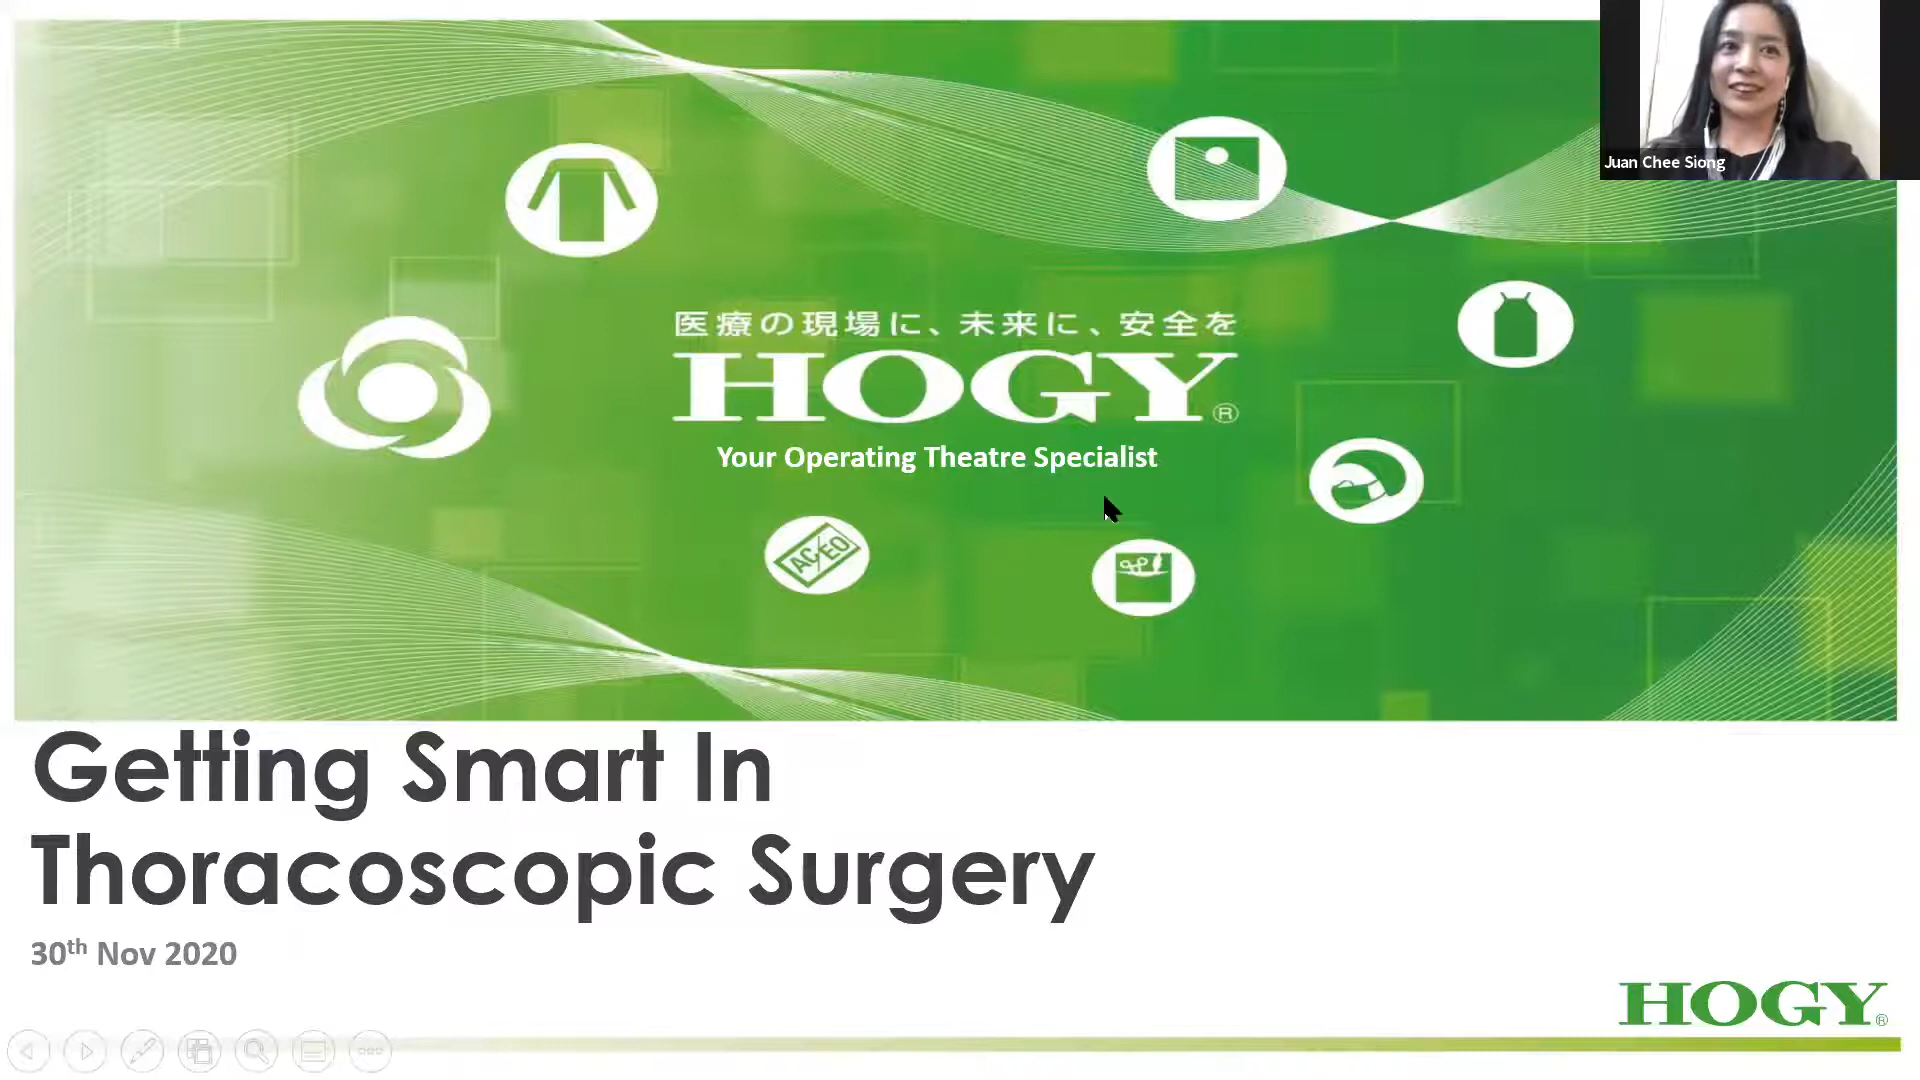 Juan Chee Siong
医療の現場に、未来に、安全を
HOGY®
Your Operating Theatre Specialist
AC/EO
Getting Smart In
Thoracoscopic Surgery
30th Nov 2020
HOGY®